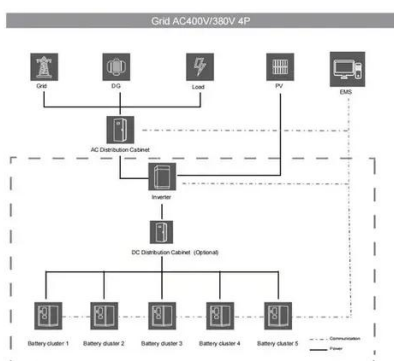 Grid AC400V/380V 4P
Grid
DG
Load
PV
EMS
AC Distribution Cabinet
Inverter
DC Distribution Cabinet (Optional)
Battery cluster 1
Battery cluster 2
Battery cluster 3
Battery cluster 4
Battery cluster 5
Communication
Power